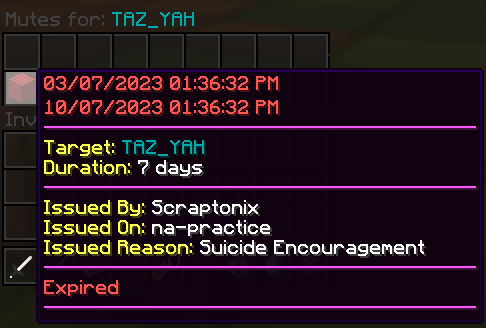 Mutes for: TAZ_YAH
03/07/2023 01:36:32 PM
10/07/2023 01:36:32 PM
Inv
Target: TAZ_YAH
Duration: 7 days
Issued By: Scraptonix
Issued On: na-practice
Issued Reason: Suicide Encouragement
Expired